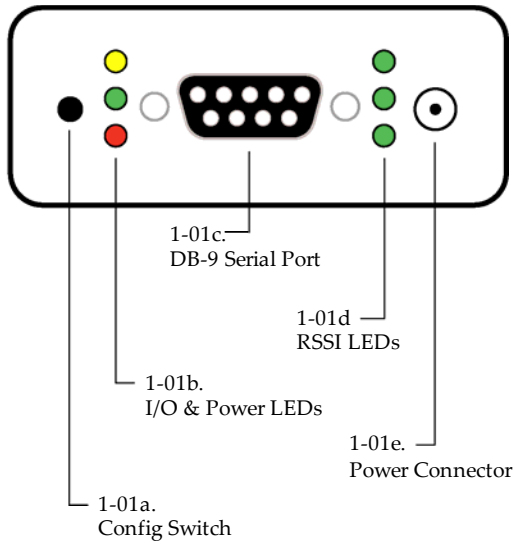 1-01c.
DB-9 Serial Port
1-01d
RSSI LEDs
1-01b.
I/O & Power LEDs
1-01e.
Power Connector
1-01a.
Config Switch